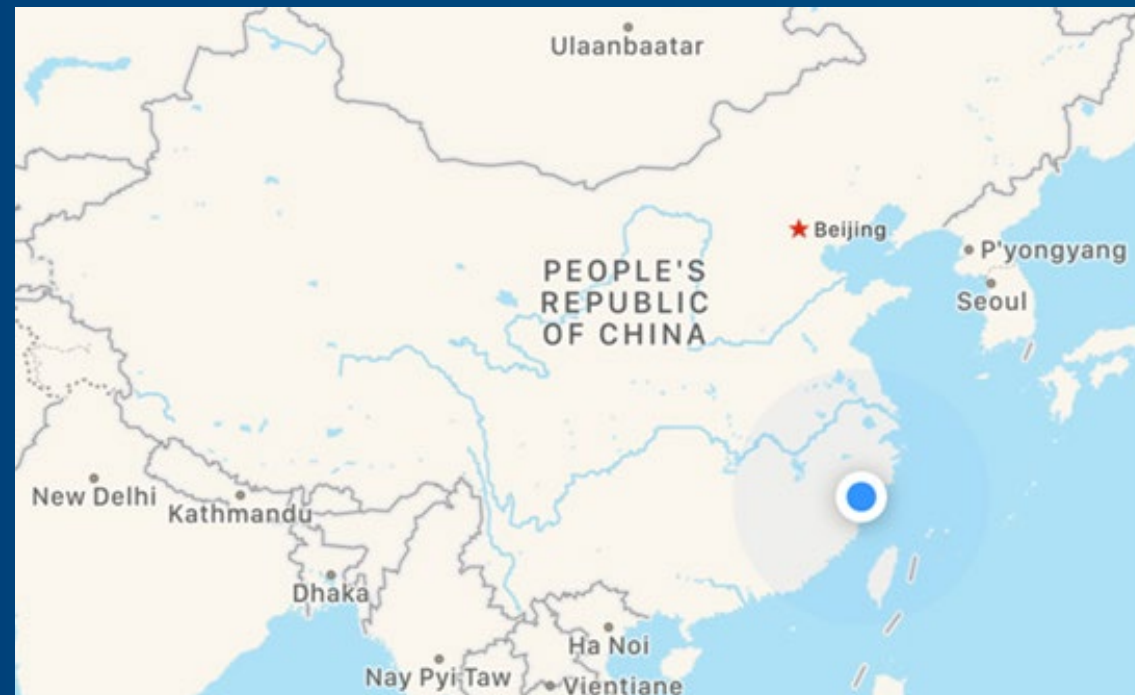 Ulaanbaatar
Beijing
P'yongyang
PEOPLE'S
REPUBLIC
OF CHINA
Seoul
New Delhi
Kathmandu
Dhaka
Ha Noi
Nay Pyi Taw
Vientiane